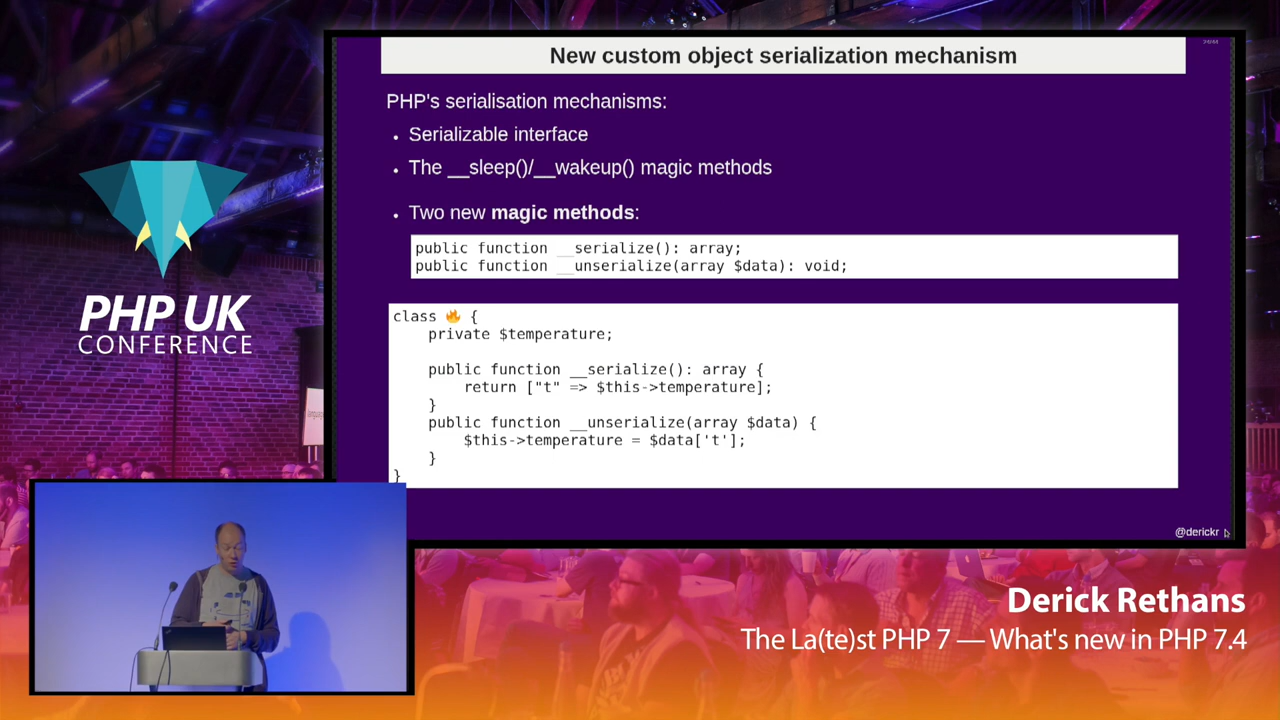 New custom object serialization mechanism
PHP's serialisation mechanisms:
• Serializable interface
• The __sleep()/__wakeup() magic methods
• Two new magic methods:
public function __serialize(): array;
public function __unserialize(array $data): void;
class 🔥 {
    private $temperature;
    public function __serialize(): array {
        return ["t" => $this->temperature];
    }
    public function __unserialize(array $data) {
        $this->temperature = $data['t'];
    }
}
@derickr
PHP UK
CONFERENCE
Derick Rethans
The La(te)st PHP 7 — What's new in PHP 7.4